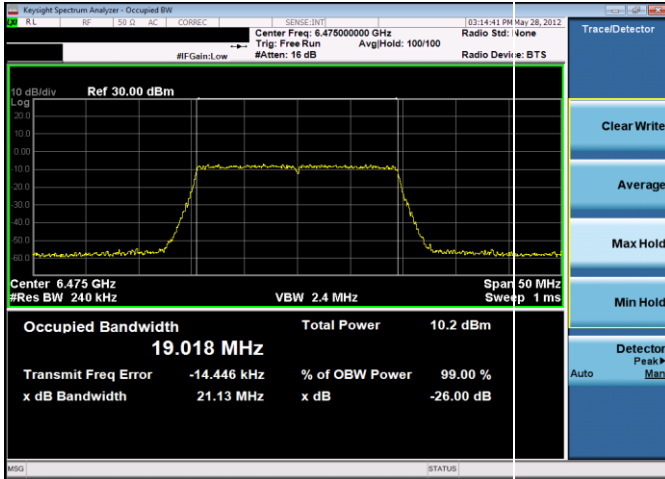 Keysight Spectrum Analyzer - Occupied BW
RL RF 50 Ω AC CORREC SENSE:INT 03:14:41 PM May 28, 2012
Center Freq: 6.475000000 GHz Radio Std: None
Trig: Free Run Avg|Hold: 100/100
#IFGain:Low #Atten: 16 dB Radio Device: BTS
10 dB/div Ref 30.00 dBm
Log
20.0
10.0
0.00
-10.0
-20.0
-30.0
-40.0
-50.0
-60.0
Center 6.475 GHz Span 50 MHz
#Res BW 240 kHz VBW 2.4 MHz Sweep 1 ms
Occupied Bandwidth Total Power 10.2 dBm
19.018 MHz
Transmit Freq Error -14.446 kHz % of OBW Power 99.00 %
x dB Bandwidth 21.13 MHz x dB -26.00 dB
MSG STATUS
Trace/Detector
Clear Write
Average
Max Hold
Min Hold
Detector
Peak▶
Auto Man